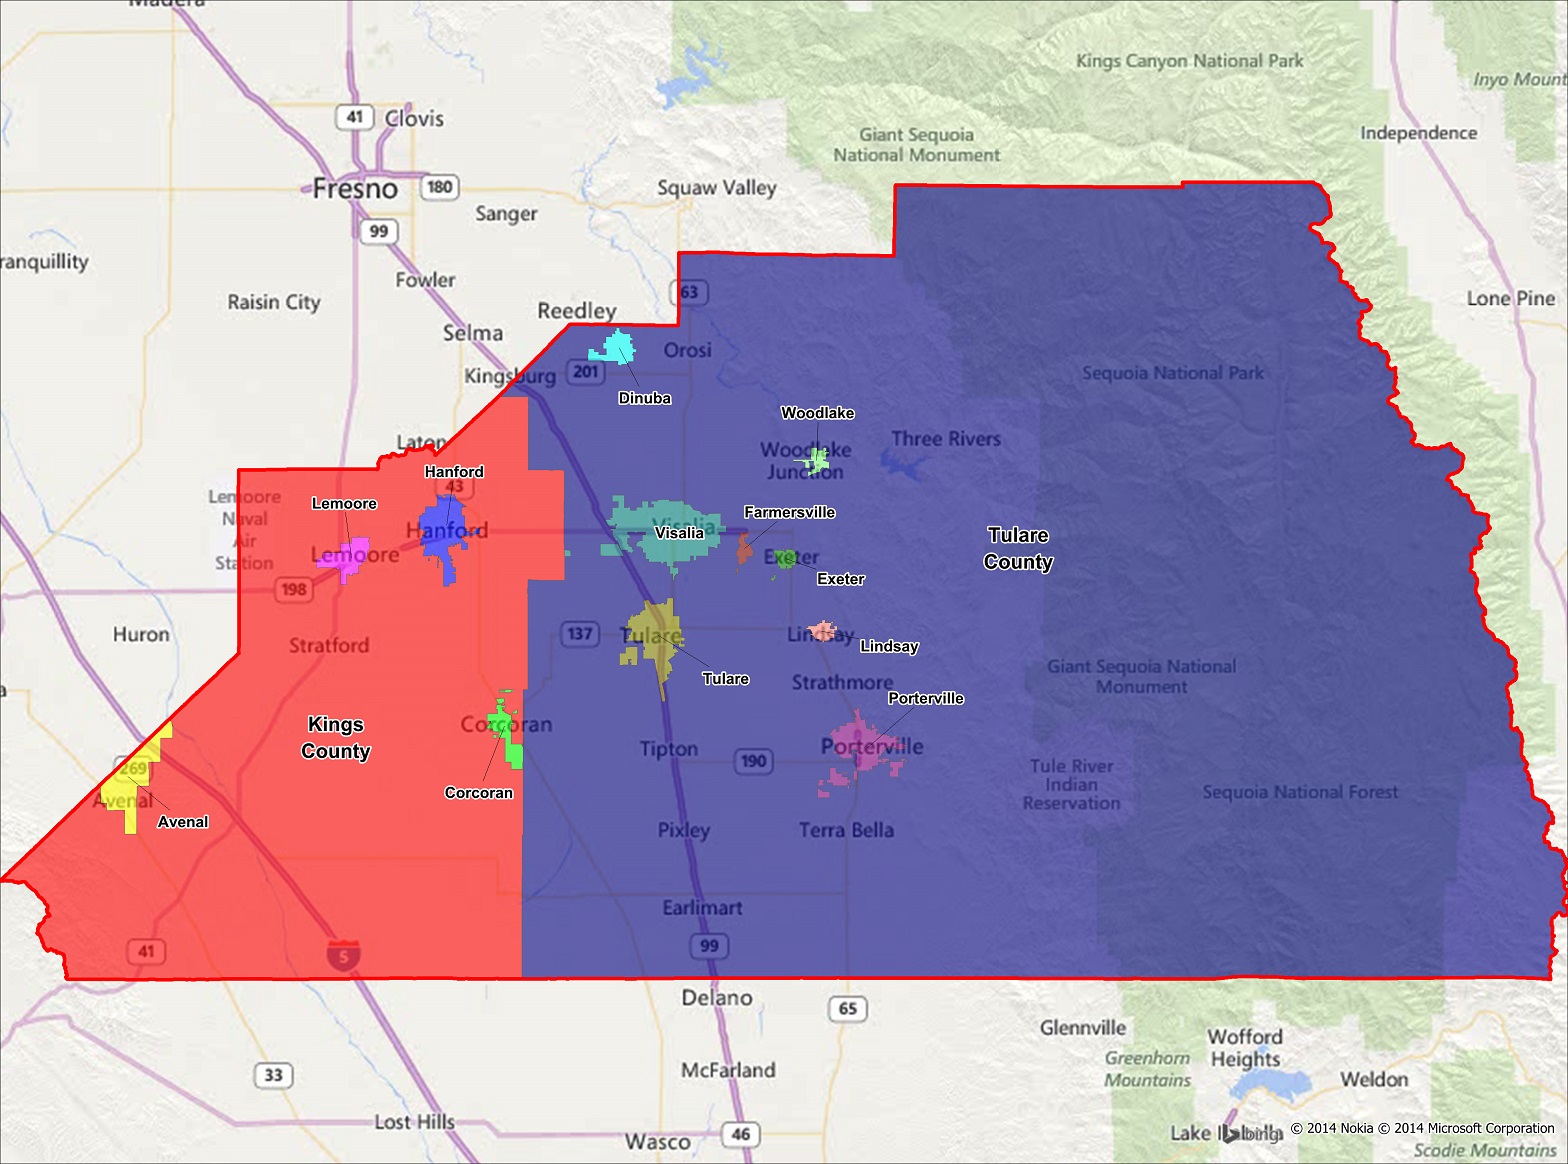 Madera
Kings Canyon National Park
Inyo Mount
41
Clovis
Independence
Giant Sequoia
National Monument
Fresno
180
Squaw Valley
Sanger
99
ranquillity
Fowler
63
Raisin City
Lone Pine
Reedley
Selma
Orosi
Kingsburg
201
Sequoia National Park
Dinuba
Woodlake
Laton
Woodlake
Junction
Three Rivers
Hanford
43
Lemoore
Naval
Air
Station
Lemoore
Farmersville
Hanford
Visalia
Visalia
Tulare
County
Lemoore
Exeter
Exeter
198
Huron
137
Tulare
Lindsay
Stratford
Lindsay
Giant Sequoia National
Monument
Tulare
Strathmore
Porterville
Kings
County
Corcoran
Tipton
190
Porterville
269
Tule River
Indian
Reservation
Avenal
Corcoran
Sequoia National Forest
Avenal
Pixley
Terra Bella
Earlimart
99
41
5
Delano
65
Glennville
Wofford
Heights
Greenhorn
Mountains
33
McFarland
Weldon
Lost Hills
Wasco
46
Lake
bing
© 2014 Nokia © 2014 Microsoft Corporation
Scodie Mountains